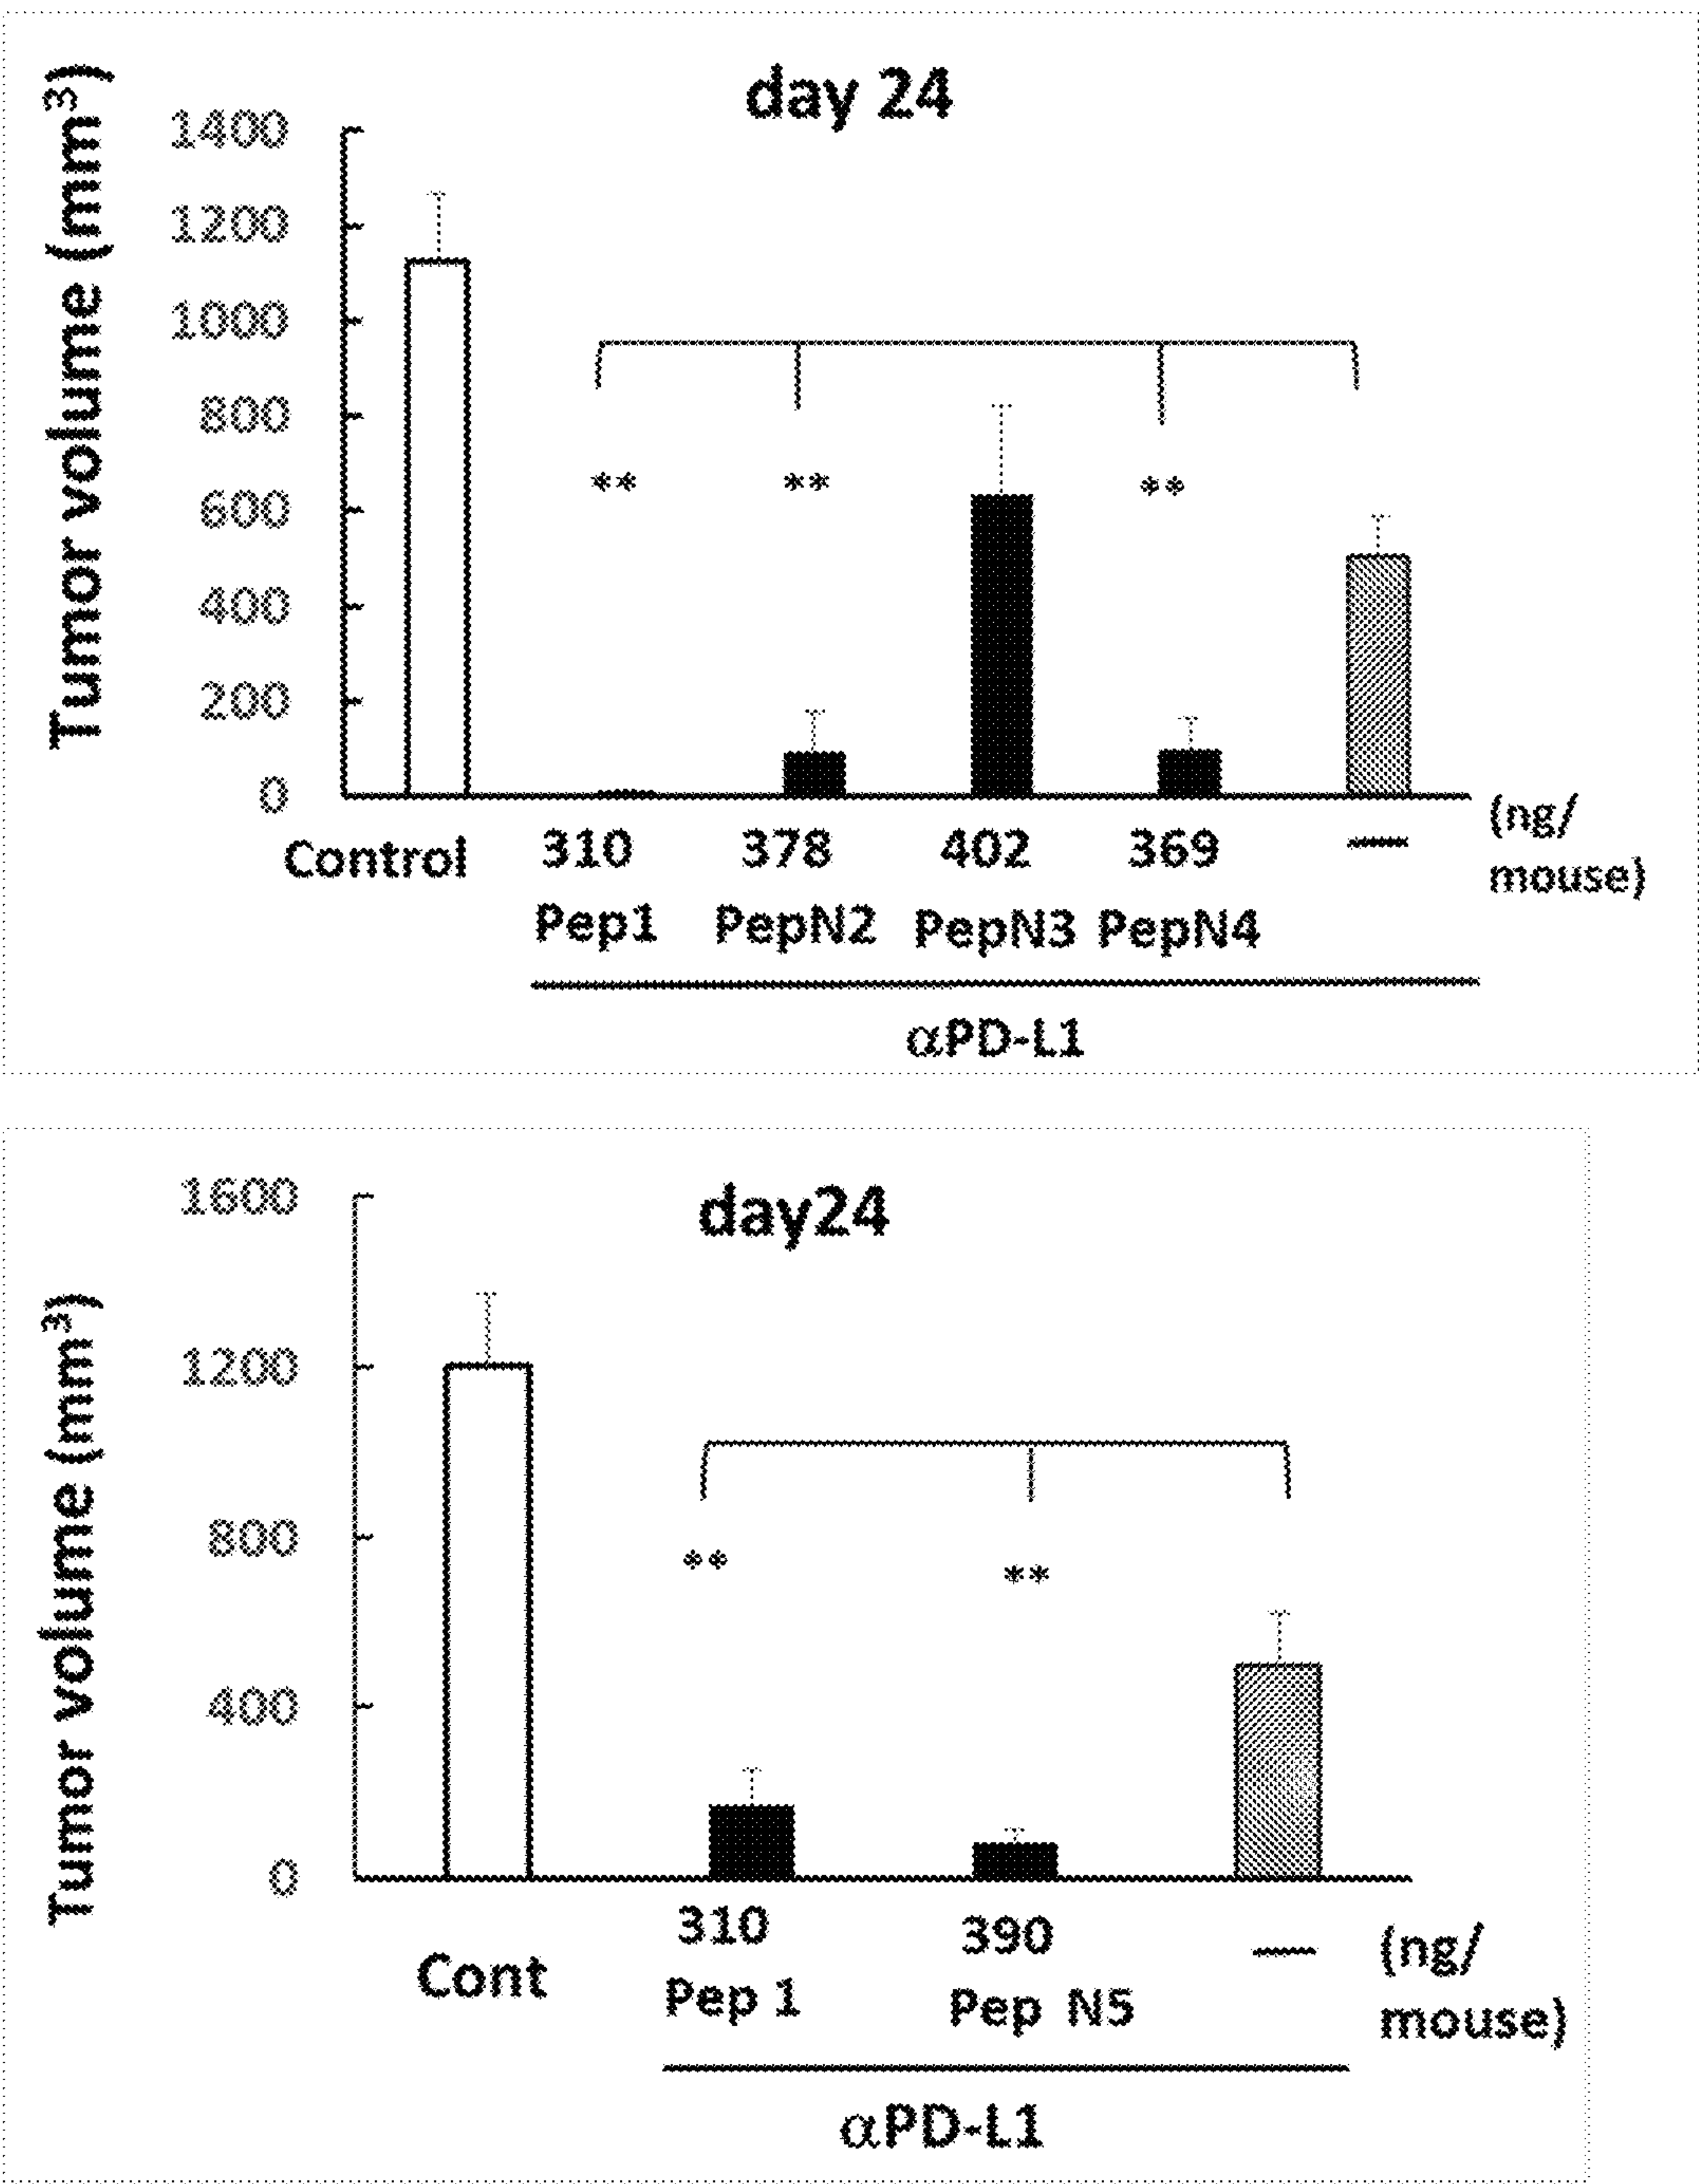 day 24
Tumor volume (mm³)
1400
1200
1000
800
600
400
200
0
** ** **
Control 310 378 402 369 — (ng/
mouse)
Pep1 PepN2 PepN3 PepN4
αPD-L1
day24
Tumor volume (mm³)
1600
1200
800
400
0
** **
Cont 310 390 — (ng/
mouse)
Pep 1 Pep N5
αPD-L1